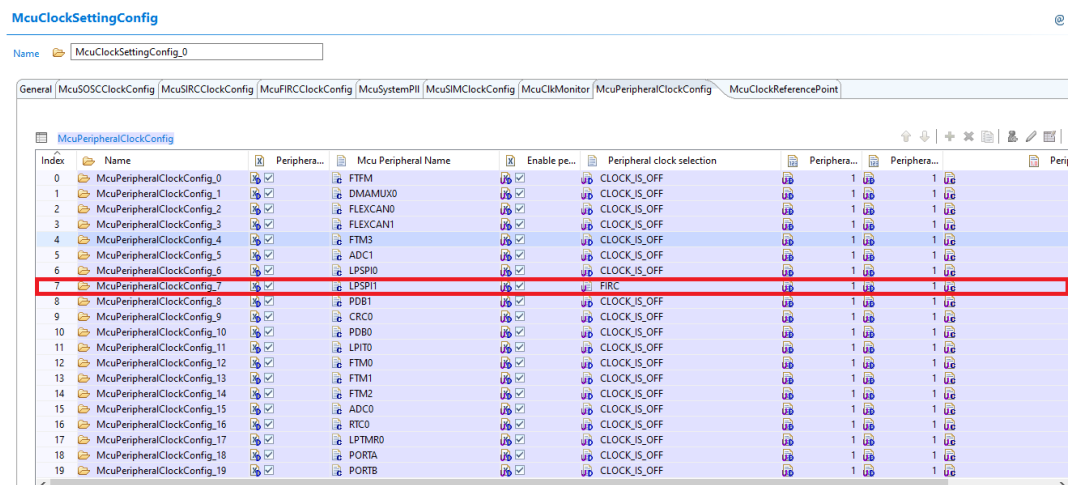 McuClockSettingConfig
Name McuClockSettingConfig_0
General McuSOSCClockConfig McuSIRCClockConfig McuFIRCClockConfig McuSystemPll McuSIMClockConfig McuClkMonitor McuPeripheralClockConfig McuClockReferencePoint
McuPeripheralClockConfig
Index Name Periphera... Mcu Peripheral Name Enable pe... Peripheral clock selection Periphera... Periphera... Perip
0 McuPeripheralClockConfig_0 FTFM CLOCK_IS_OFF 1 1
1 McuPeripheralClockConfig_1 DMAMUX0 CLOCK_IS_OFF 1 1
2 McuPeripheralClockConfig_2 FLEXCAN0 CLOCK_IS_OFF 1 1
3 McuPeripheralClockConfig_3 FLEXCAN1 CLOCK_IS_OFF 1 1
4 McuPeripheralClockConfig_4 FTM3 CLOCK_IS_OFF 1 1
5 McuPeripheralClockConfig_5 ADC1 CLOCK_IS_OFF 1 1
6 McuPeripheralClockConfig_6 LPSPI0 CLOCK_IS_OFF 1 1
7 McuPeripheralClockConfig_7 LPSPI1 FIRC 1 1
8 McuPeripheralClockConfig_8 PDB1 CLOCK_IS_OFF 1 1
9 McuPeripheralClockConfig_9 CRC0 CLOCK_IS_OFF 1 1
10 McuPeripheralClockConfig_10 PDB0 CLOCK_IS_OFF 1 1
11 McuPeripheralClockConfig_11 LPIT0 CLOCK_IS_OFF 1 1
12 McuPeripheralClockConfig_12 FTM0 CLOCK_IS_OFF 1 1
13 McuPeripheralClockConfig_13 FTM1 CLOCK_IS_OFF 1 1
14 McuPeripheralClockConfig_14 FTM2 CLOCK_IS_OFF 1 1
15 McuPeripheralClockConfig_15 ADC0 CLOCK_IS_OFF 1 1
16 McuPeripheralClockConfig_16 RTC0 CLOCK_IS_OFF 1 1
17 McuPeripheralClockConfig_17 LPTMR0 CLOCK_IS_OFF 1 1
18 McuPeripheralClockConfig_18 PORTA CLOCK_IS_OFF 1 1
19 McuPeripheralClockConfig_19 PORTB CLOCK_IS_OFF 1 1